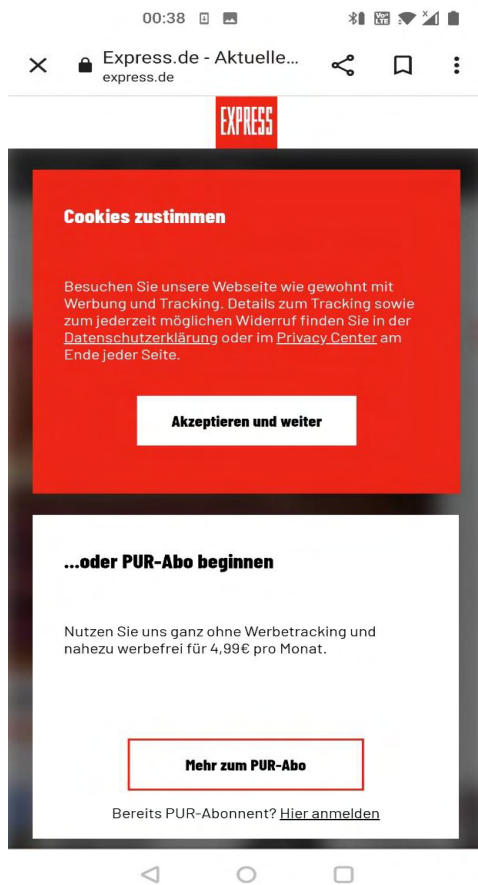 00:38
Vo))
LTE
Express.de - Aktuelle...
express.de
EXPRESS
Cookies zustimmen
Besuchen Sie unsere Webseite wie gewohnt mit
Werbung und Tracking. Details zum Tracking sowie
zum jederzeit möglichen Widerruf finden Sie in der
Datenschutzerklärung oder im Privacy Center am
Ende jeder Seite.
Akzeptieren und weiter
...oder PUR-Abo beginnen
Nutzen Sie uns ganz ohne Werbetracking und
nahezu werbefrei für 4,99€ pro Monat.
Mehr zum PUR-Abo
Bereits PUR-Abonnent? Hier anmelden